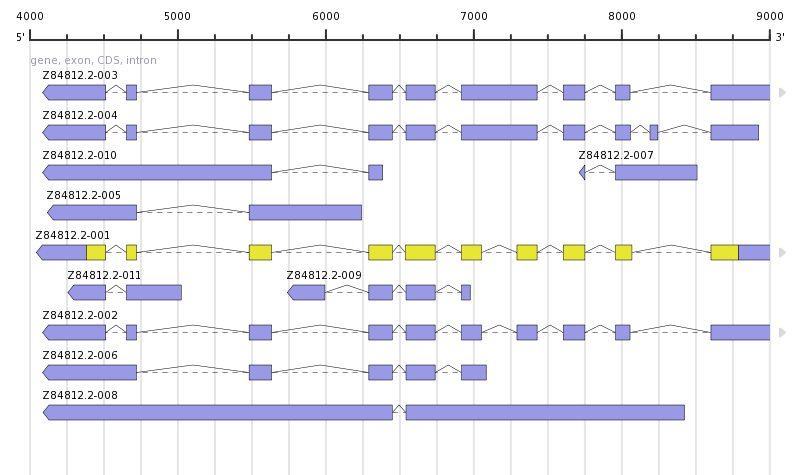 4000 5000 6000 7000 8000 9000
5' 3'
gene, exon, CDS, intron
Z84812.2-003
Z84812.2-004
Z84812.2-010 Z84812.2-007
Z84812.2-005
Z84812.2-001
Z84812.2-011 Z84812.2-009
Z84812.2-002
Z84812.2-006
Z84812.2-008